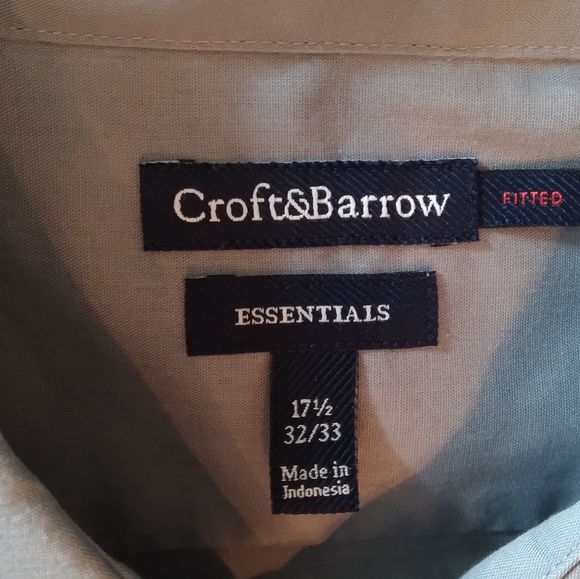 Croft&Barrow
FITTED
ESSENTIALS
17½
32/33
Made in
Indonesia